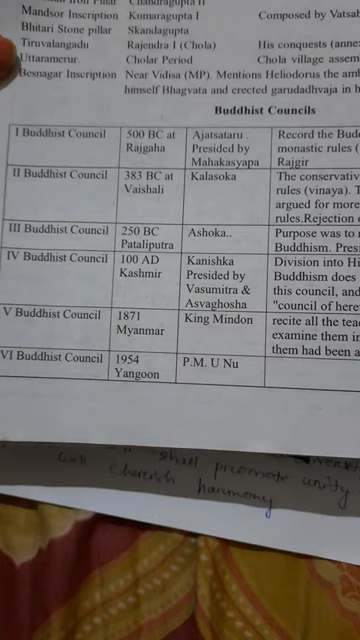 Chandragupta II
Mandsor Inscription Kumaragupta I Composed by Vatsab
Bhitari Stone pillar Skandagupta
Tiruvalangadu Rajendra I (Chola) His conquests (anne
Uttaramerur Cholar Period Chola village assem
Besnagar Inscription Near Vidisa (MP). Mentions Heliodorus the am
himself Bhagvata and erected garudadhvaja in h
Buddhist Councils
I Buddhist Council 500 BC at Ajatsataru . Record the Bud
Rajgaha Presided by monastic rules (
Mahakasyapa Rajgir
II Buddhist Council 383 BC at Kalasoka The conservativ
Vaishali rules (vinaya). T
argued for more
rules.Rejection
III Buddhist Council 250 BC Ashoka.. Purpose was to
Pataliputra Buddhism. Pres
IV Buddhist Council 100 AD Kanishka Division into Hi
Kashmir Presided by Buddhism does
Vasumitra & this council, and
Asvaghosha "council of here
V Buddhist Council 1871 King Mindon recite all the tea
Myanmar examine them in
them had been a
VI Buddhist Council 1954 P.M. U Nu
Yangoon
shall promote unity
cherish harmony